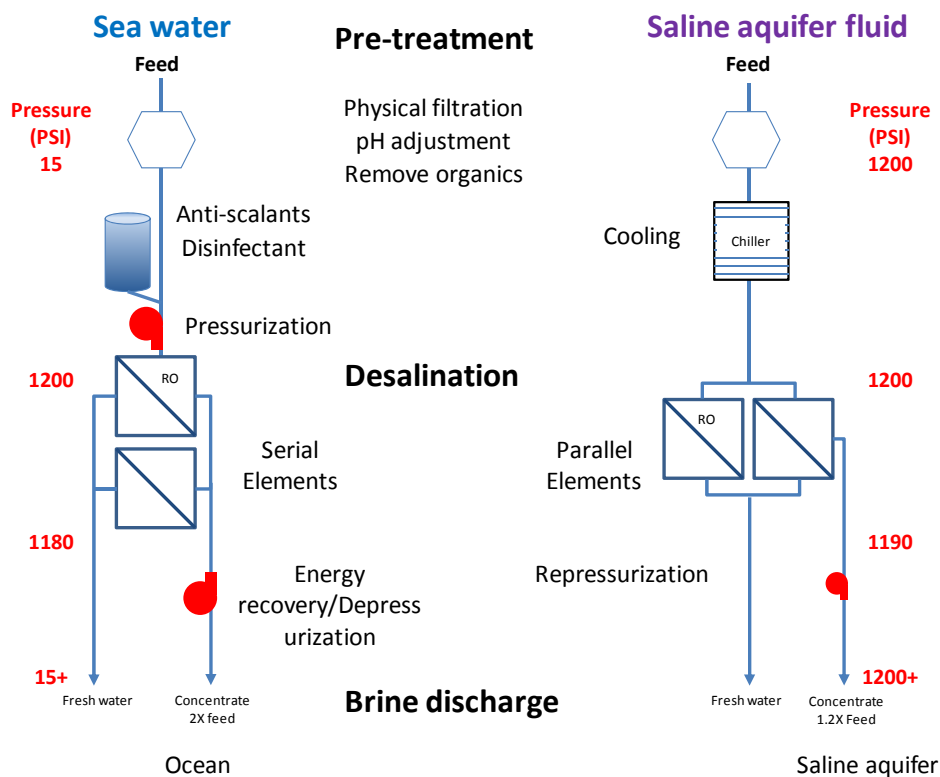 Sea water
Pre-treatment
Saline aquifer fluid
Feed
Feed
Pressure
(PSI)
15
Physical filtration
pH adjustment
Remove organics
Pressure
(PSI)
1200
Anti-scalants
Disinfectant
Cooling
Chiller
Pressurization
1200
RO
Desalination
1200
RO
Serial
Elements
Parallel
Elements
1180
1190
Energy
recovery/Depress
urization
Repressurization
15+
1200+
Fresh water
Concentrate
2X feed
Brine discharge
Fresh water
Concentrate
1.2X Feed
Ocean
Saline aquifer